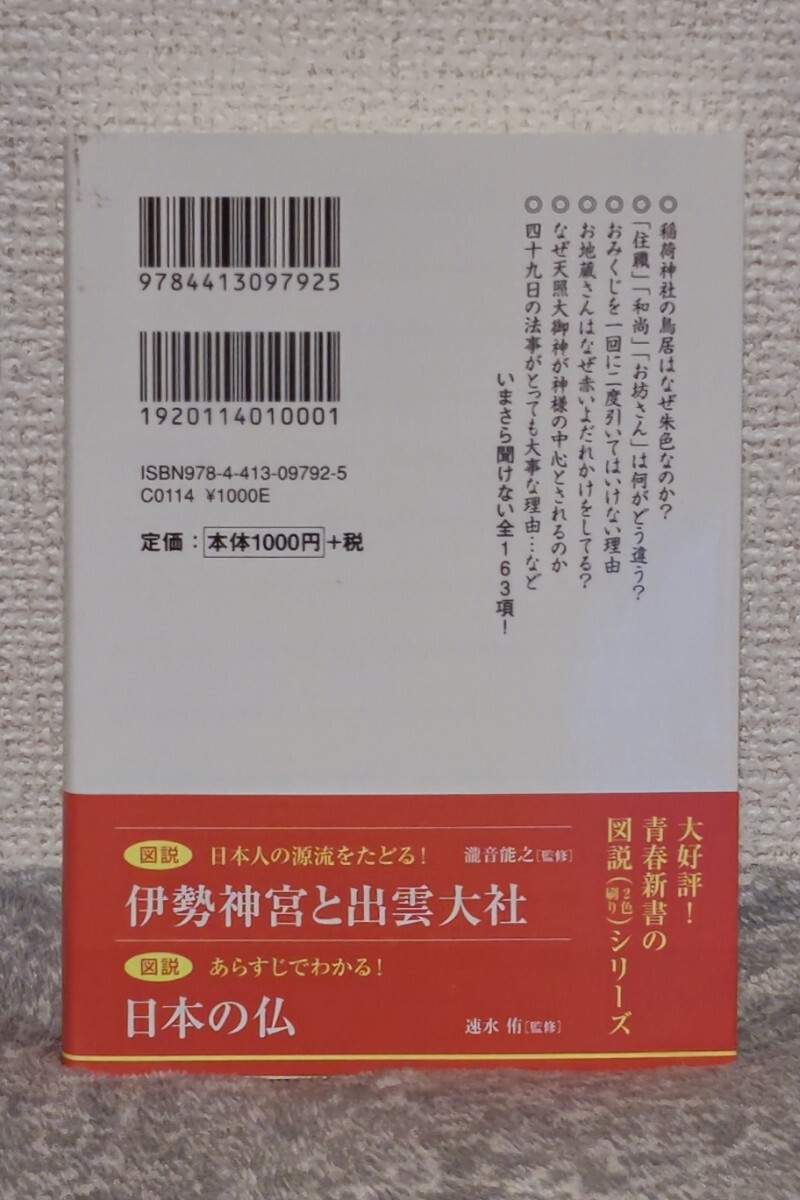 ◎稲荷神社の鳥居はなぜ朱色なのか?
◎「住職」「和尚」「お坊さん」は何がどう違う?
◎おみくじを一回に二度引いてはいけない理由
◎お地蔵さんはなぜ赤いよだれかけをしてる?
◎なぜ天照大御神が神様の中心とされるのか
◎四十九日の法事がとっても大事な理由…など
いまさら聞けない全163項!
9784413097925
1920114010001
ISBN978-4-413-09792-5
C0114 ¥1000E
定価:本体1000円+税
大好評!
青春新書の
図説(2色刷り)シリーズ
図説 日本人の源流をたどる! 瀧音能之[監修]
伊勢神宮と出雲大社
図説 あらすじでわかる!
日本の仏 速水 侑[監修]